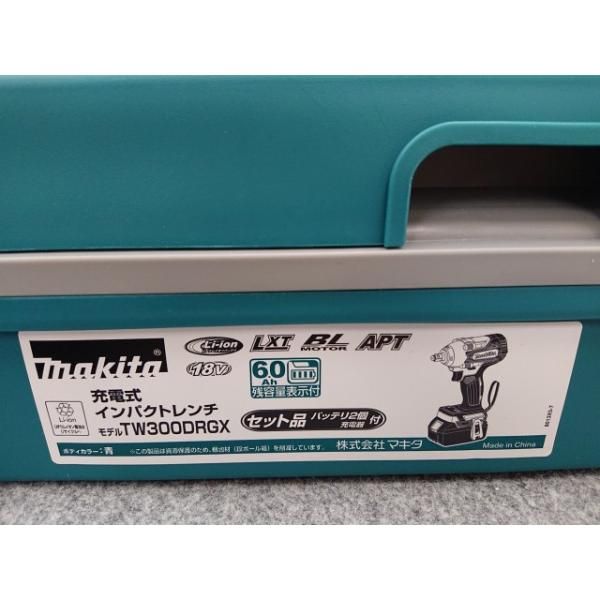 makita®
Li-ion
18V
LXT
BL
MOTOR
APT
6.0
Ah
残容量表示付
Li-ion
充電式
インパクトレンチ
モデルTW300DRGX
セット品 バッテリ2個
充電器 付
ボディカラー:青
※この製品は資源保護のため、梱包材(段ボール箱)を削減しています。
株式会社マキタ
Made in China
makita